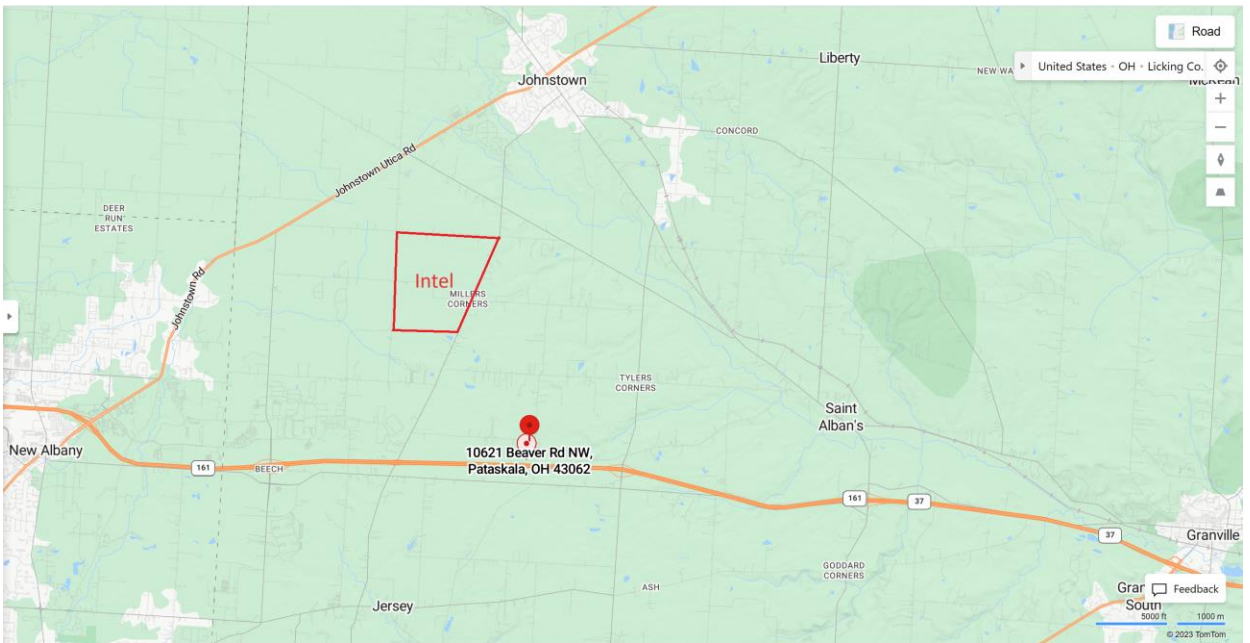 Road
United States · OH · Licking Co.
Liberty
NEW WA
McKean
Johnstown
CONCORD
Johnstown Utica Rd
DEER
RUN
ESTATES
Johnstown Rd
Intel
MILLERS
CORNERS
TYLERS
CORNERS
Saint
Alban's
10621 Beaver Rd NW,
Pataskala, OH 43062
New Albany
161
BEECH
161
37
37
Granville
GODDARD
CORNERS
ASH
Jersey
Feedback
South
5000 ft
1000 m
© 2023 TomTom